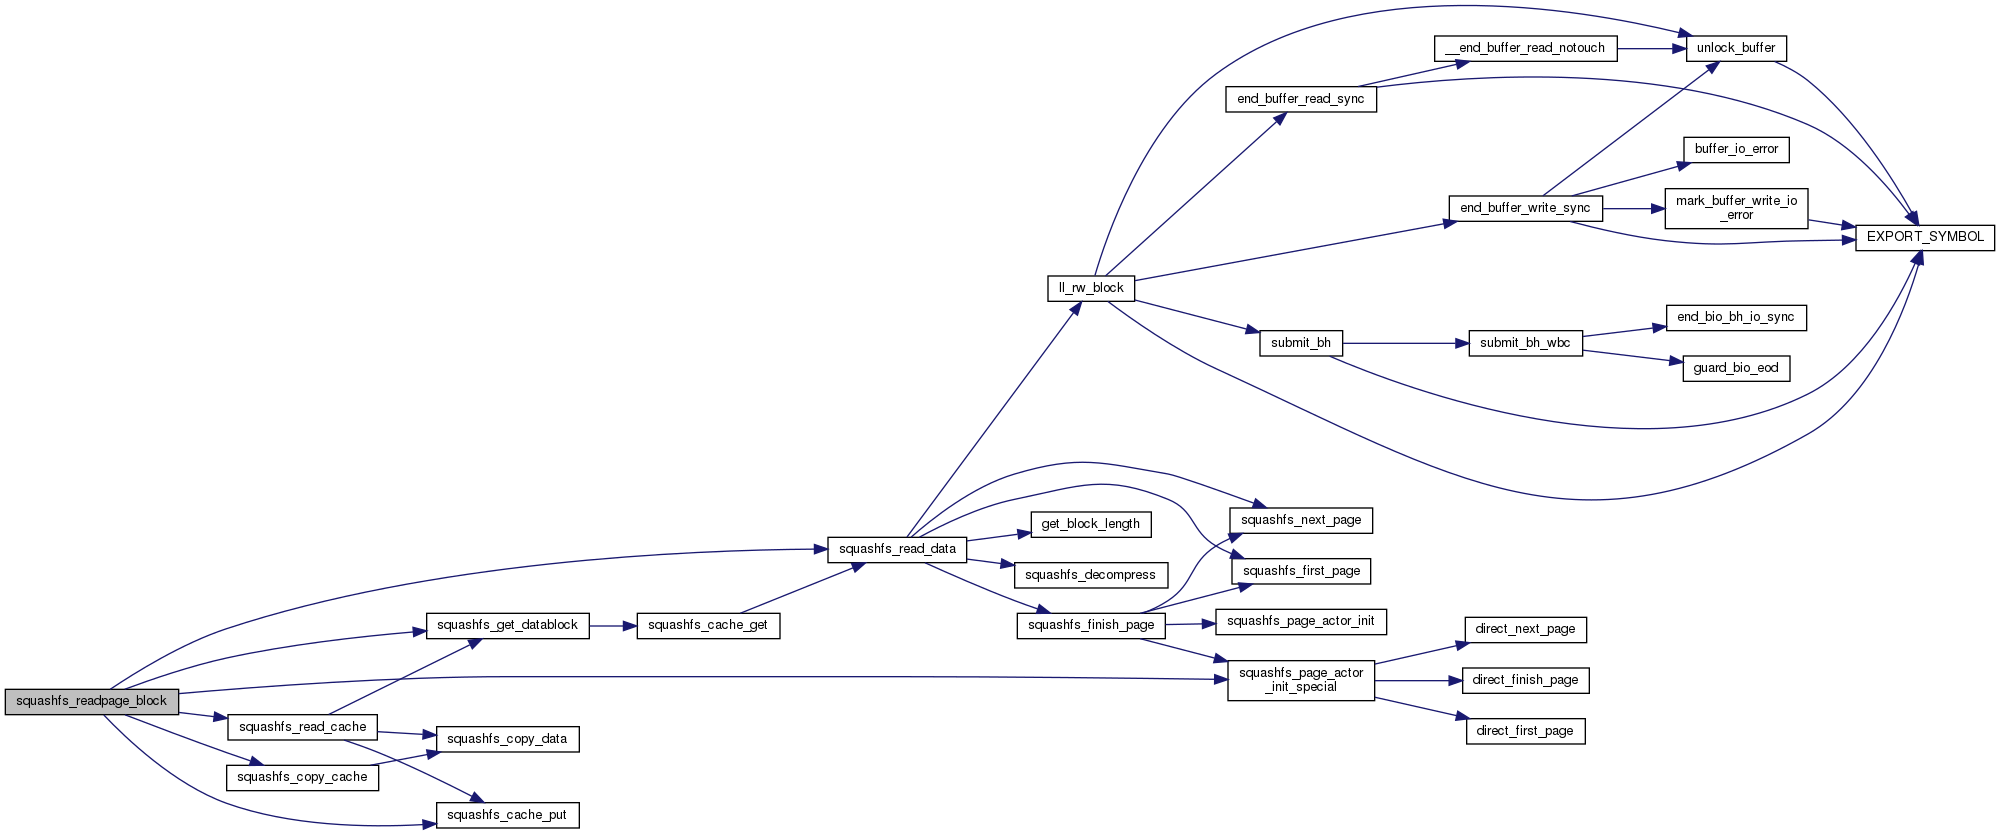 unlock_buffer
__end_buffer_read_notouch
end_buffer_read_sync
buffer_io_error
mark_buffer_write_io
_error
end_buffer_write_sync
EXPORT_SYMBOL
ll_rw_block
end_bio_bh_io_sync
submit_bh
submit_bh_wbc
guard_bio_eod
squashfs_next_page
get_block_length
squashfs_read_data
squashfs_first_page
squashfs_decompress
squashfs_get_datablock
squashfs_cache_get
squashfs_finish_page
squashfs_page_actor_init
direct_next_page
squashfs_page_actor
_init_special
direct_finish_page
squashfs_readpage_block
squashfs_read_cache
squashfs_copy_data
direct_first_page
squashfs_copy_cache
squashfs_cache_put